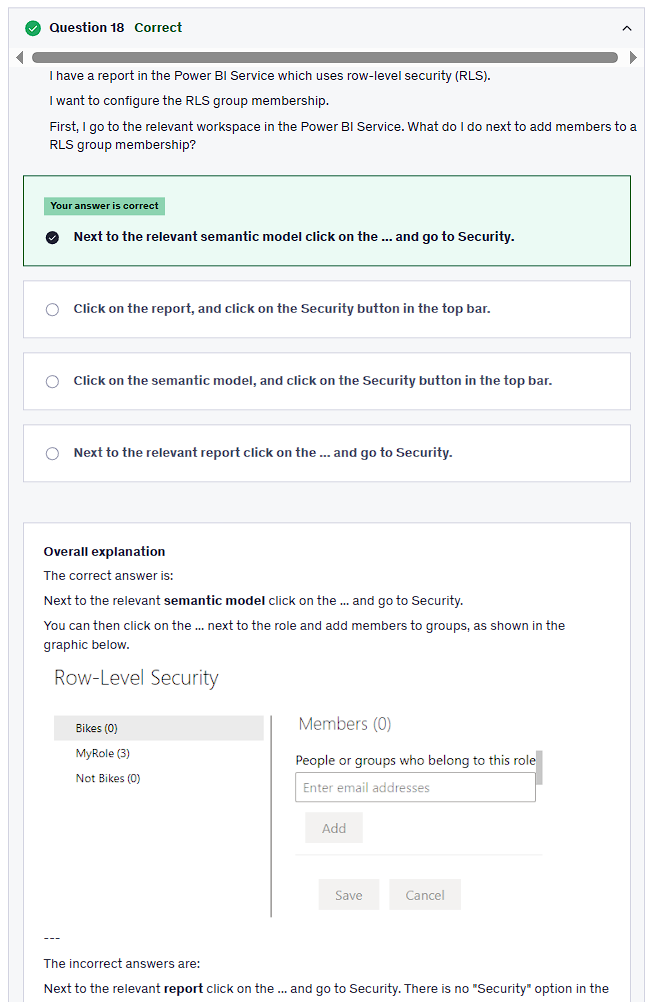 Question 18 Correct
I have a report in the Power BI Service which uses row-level security (RLS).
I want to configure the RLS group membership.
First, I go to the relevant workspace in the Power BI Service. What do I do next to add members to a
RLS group membership?
Your answer is correct
Next to the relevant semantic model click on the ... and go to Security.
Click on the report, and click on the Security button in the top bar.
Click on the semantic model, and click on the Security button in the top bar.
Next to the relevant report click on the ... and go to Security.
Overall explanation
The correct answer is:
Next to the relevant semantic model click on the ... and go to Security.
You can then click on the ... next to the role and add members to groups, as shown in the
graphic below.
Row-Level Security
Bikes (0)
MyRole (3)
Not Bikes (0)
Members (0)
People or groups who belong to this role
Enter email addresses
Add
Save Cancel
---
The incorrect answers are:
Next to the relevant report click on the ... and go to Security. There is no "Security" option in the